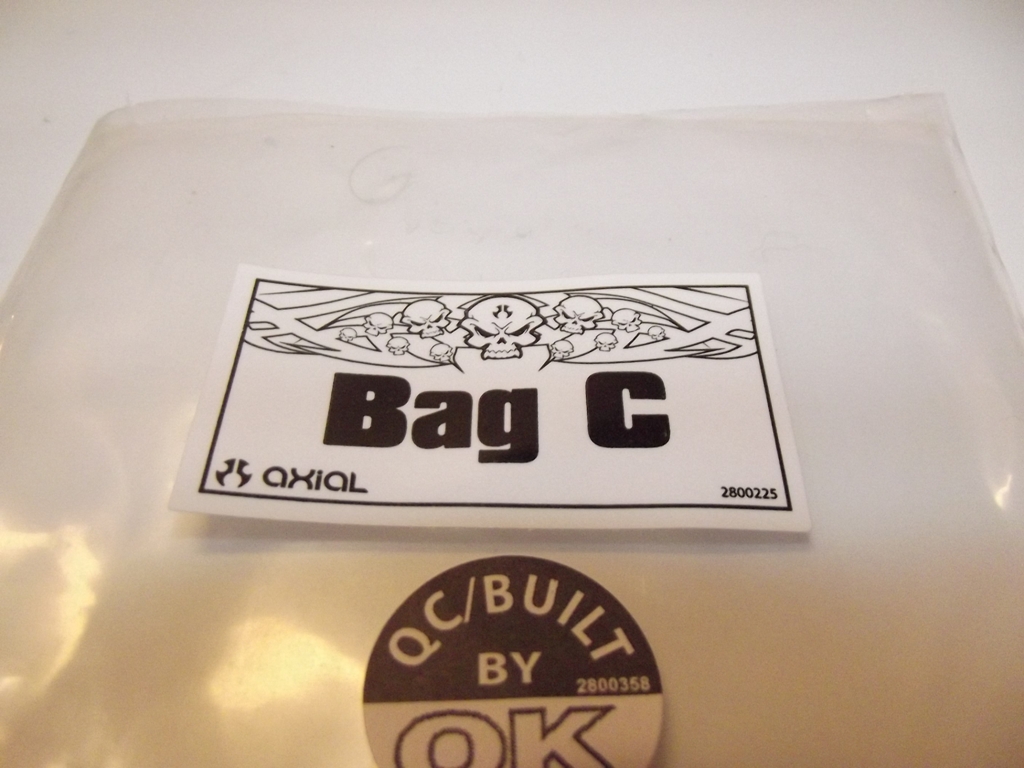 Bag C
axiaL
2800225
QC/BUILT
BY
2800358
OK